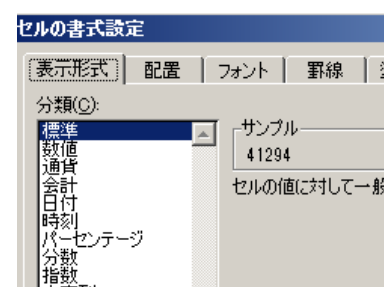 セルの書式設定
表示形式 配置 フォント 罫線
分類(C):
標準
数値
通貨
会計
日付
時刻
パーセンテージ
分数
指数
サンプル
41294
セルの値に対して一般